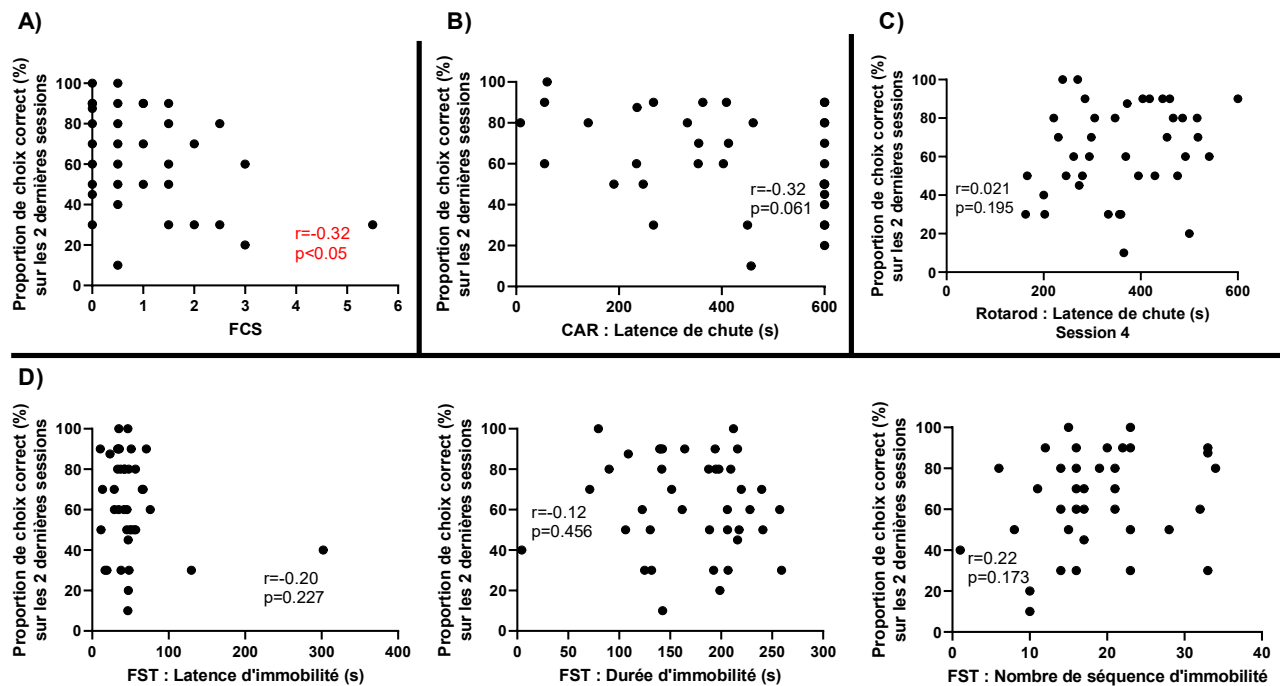 A)
Proportion de choix correct (%)
sur les 2 dernières sessions
100
80
60
40
20
0
0 1 2 3 4 5 6
FCS
r=-0.32
p<0.05
B)
Proportion de choix correct (%)
sur les 2 dernières sessions
100
80
60
40
20
0
0 200 400 600
CAR : Latence de chute (s)
r=-0.32
p=0.061
C)
Proportion de choix correct (%)
sur les 2 dernières sessions
100
80
60
40
20
0
200 400 600
Rotarod : Latence de chute (s)
Session 4
r=0.021
p=0.195
D)
Proportion de choix correct (%)
sur les 2 dernières sessions
100
80
60
40
20
0
0 100 200 300 400
FST : Latence d'immobilité (s)
r=-0.20
p=0.227
Proportion de choix correct (%)
sur les 2 dernières sessions
100
80
60
40
20
0
0 50 100 150 200 250 300
FST : Durée d'immobilité (s)
r=-0.12
p=0.456
Proportion de choix correct (%)
sur les 2 dernières sessions
100
80
60
40
20
0
0 10 20 30 40
FST : Nombre de séquence d'immobilité
r=0.22
p=0.173